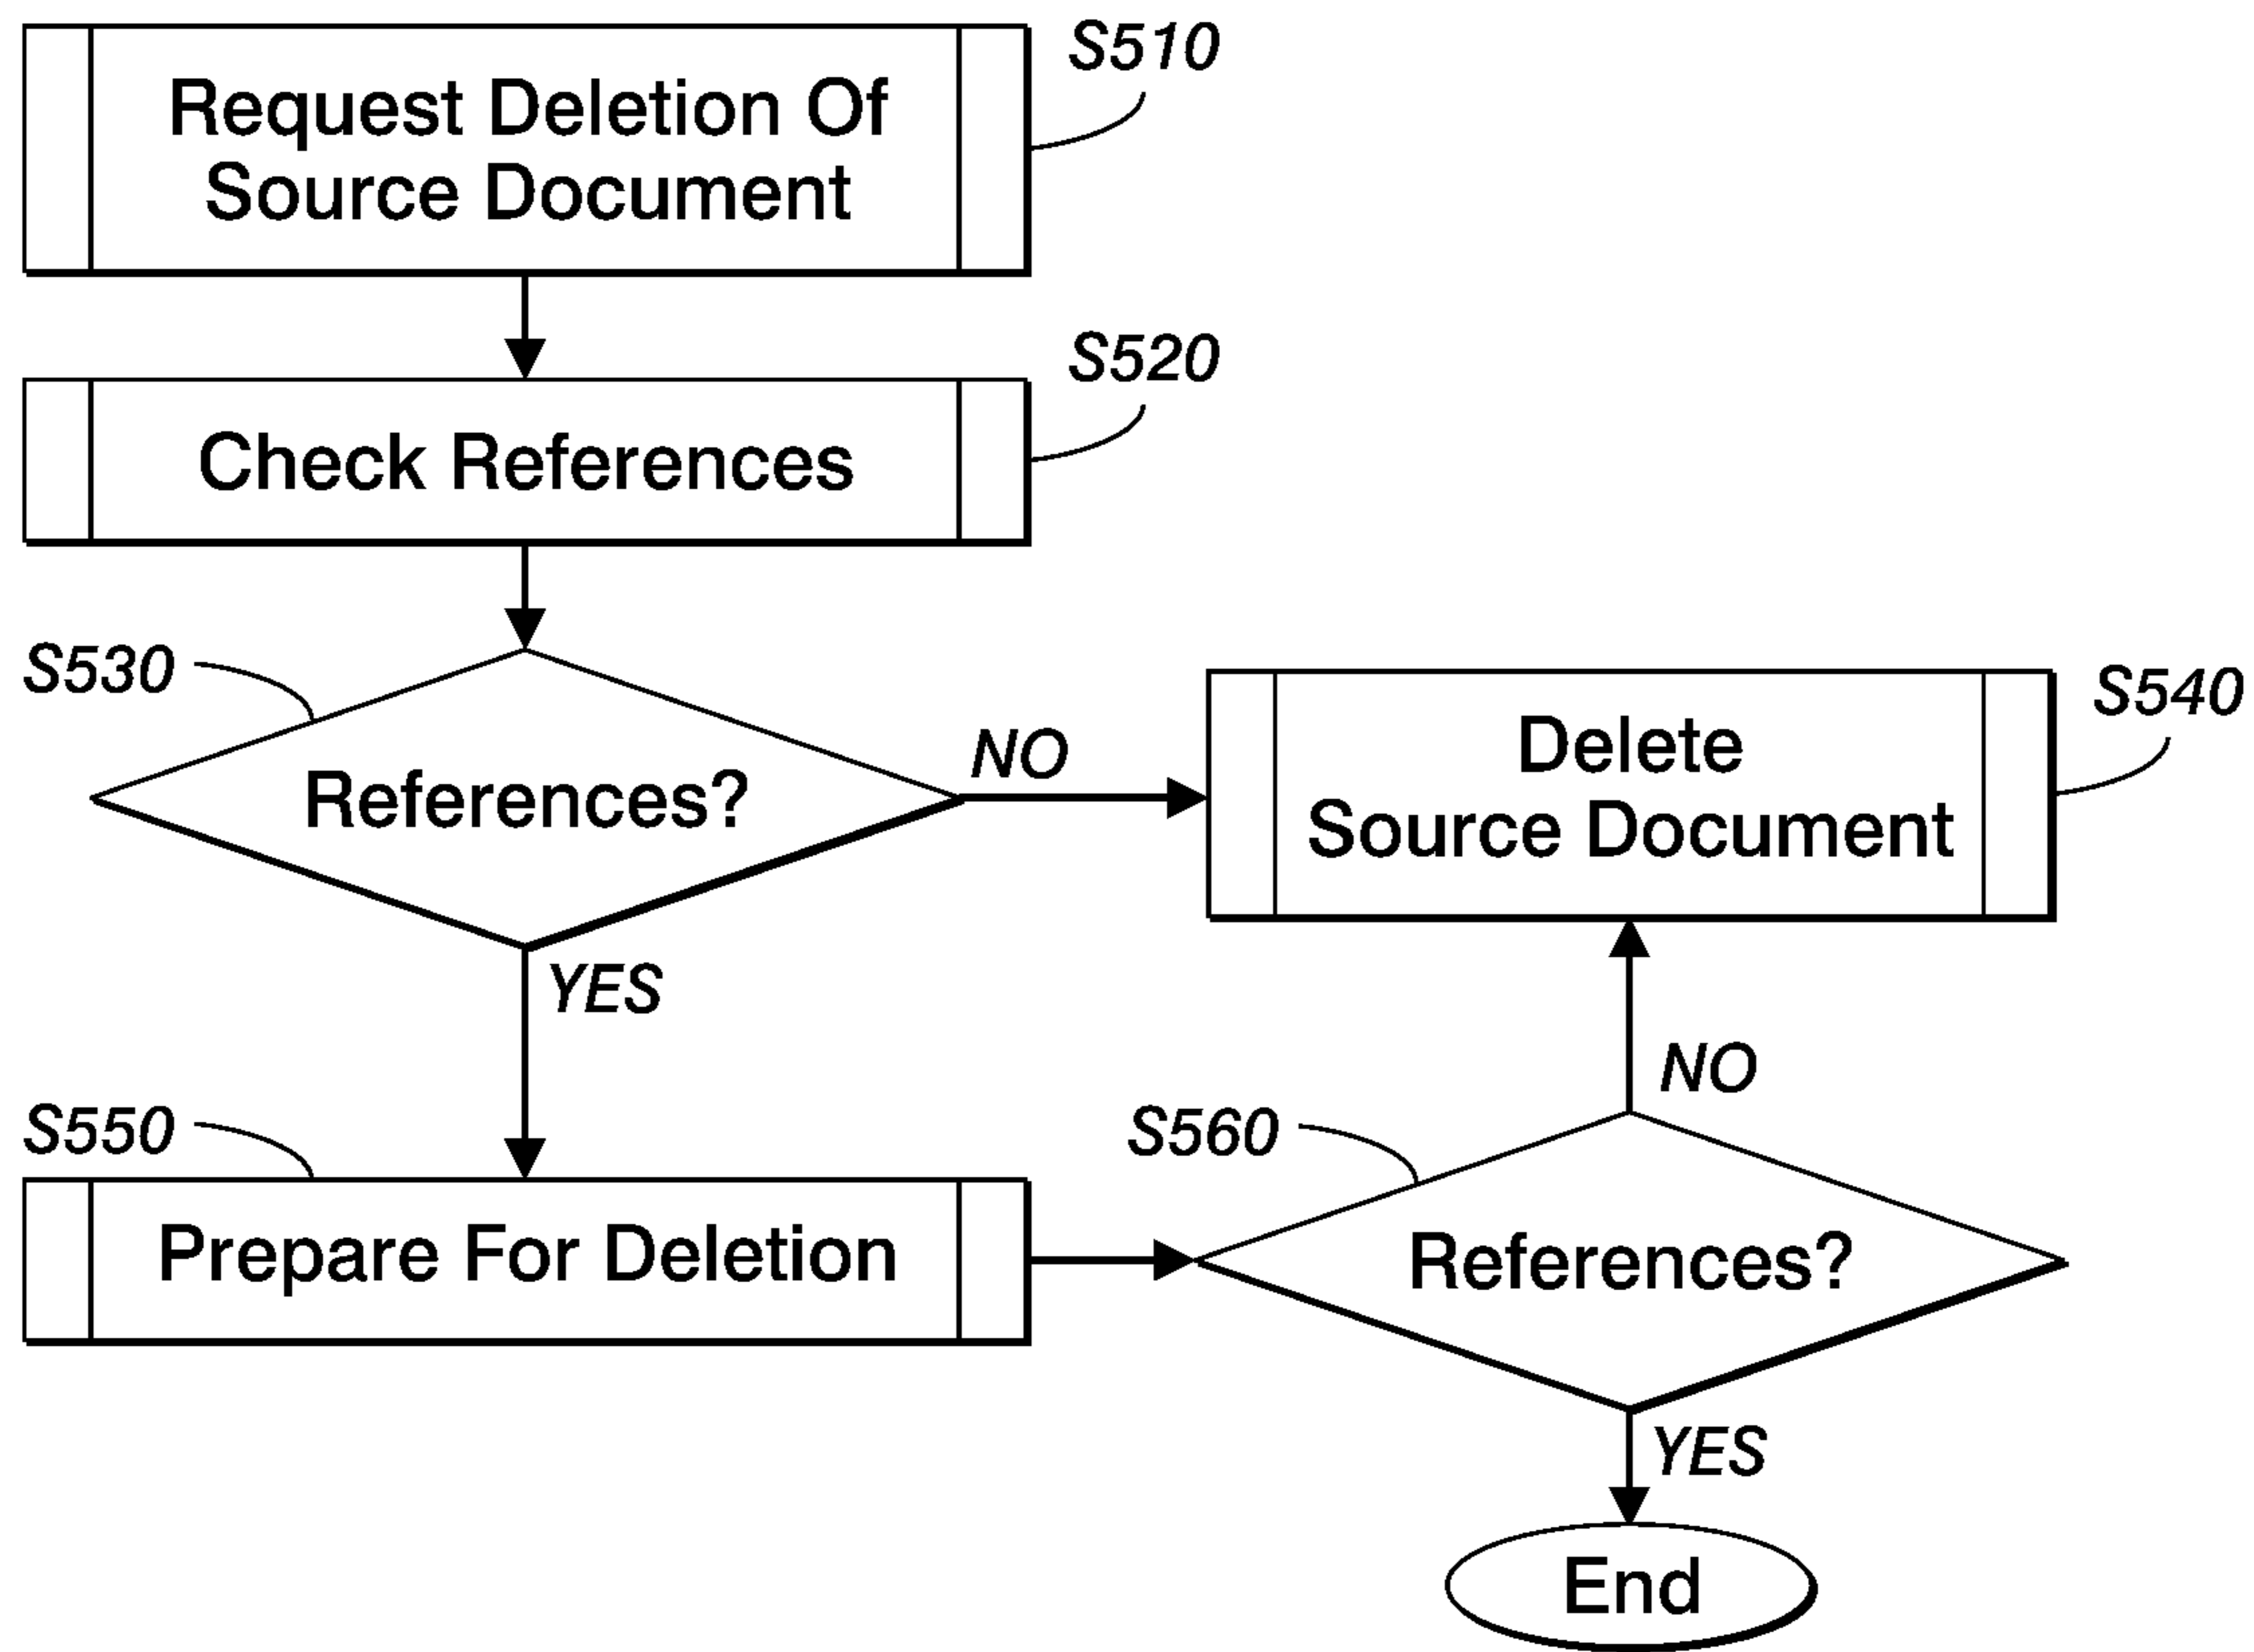 S510
Request Deletion Of
Source Document
S520
Check References
S530
References?
NO
S540
Delete
Source Document
YES
S550
Prepare For Deletion
S560
NO
References?
YES
End